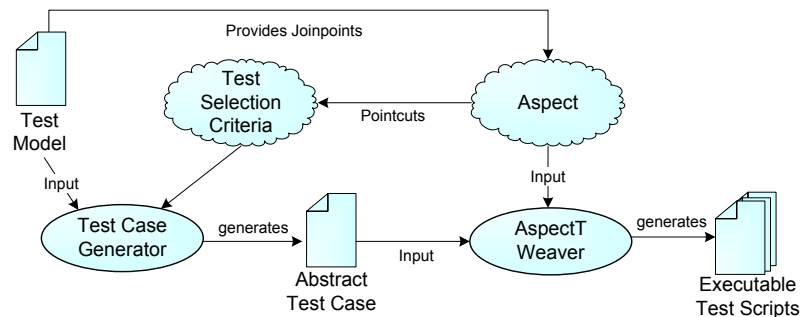 Provides Joinpoints
Test
Selection
Criteria
Pointcuts
Aspect
Test
Model
Input
Input
Test Case
Generator
generates
Abstract
Test Case
Input
AspectT
Weaver
generates
Executable
Test Scripts